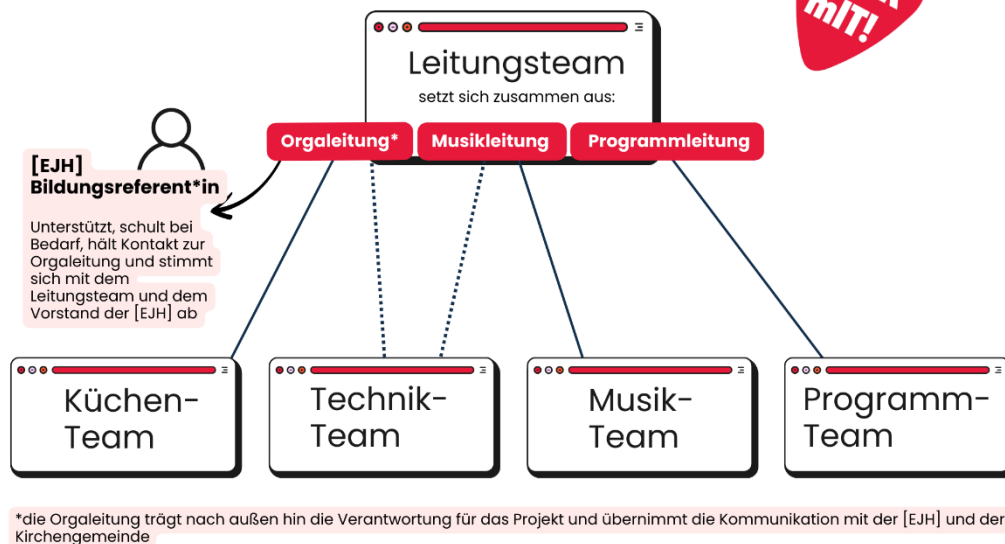 mIT!
Leitungsteam
setzt sich zusammen aus:
Orgaleitung* Musikleitung Programmleitung
[EJH]
Bildungsreferent*in
Unterstützt, schult bei
Bedarf, hält Kontakt zur
Orgaleitung und stimmt
sich mit dem
Leitungsteam und dem
Vorstand der [EJH] ab
Küchen-
Team
Technik-
Team
Musik-
Team
Programm-
Team
*die Orgaleitung trägt nach außen hin die Verantwortung für das Projekt und übernimmt die Kommunikation mit der [EJH] und der
Kirchengemeinde